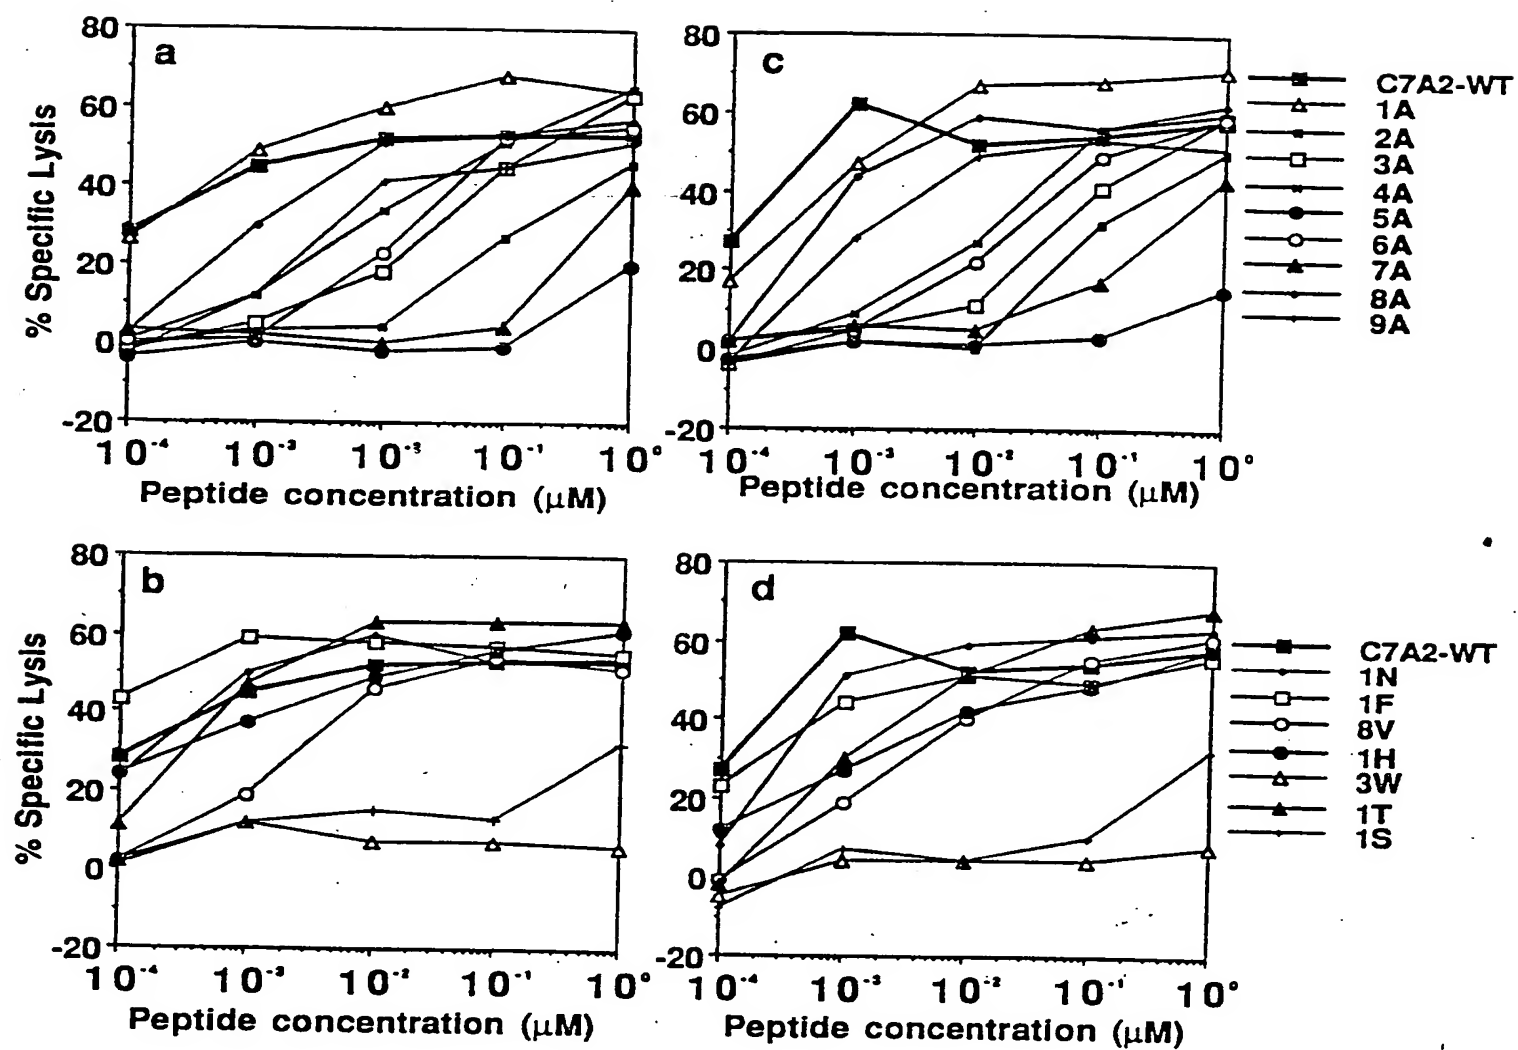 a
80
60
40
20
0
-20
% Specific Lysis
10⁻⁴ 10⁻³ 10⁻² 10⁻¹ 10⁰
Peptide concentration (μM)
c
80
60
40
20
0
-20
10⁻⁴ 10⁻³ 10⁻² 10⁻¹ 10⁰
Peptide concentration (μM)
C7A2-WT
1A
2A
3A
4A
5A
6A
7A
8A
9A
b
80
60
40
20
0
-20
% Specific Lysis
10⁻⁴ 10⁻³ 10⁻² 10⁻¹ 10⁰
Peptide concentration (μM)
d
80
60
40
20
0
-20
10⁻⁴ 10⁻³ 10⁻² 10⁻¹ 10⁰
Peptide concentration (μM)
C7A2-WT
1N
1F
8V
1H
3W
1T
1S